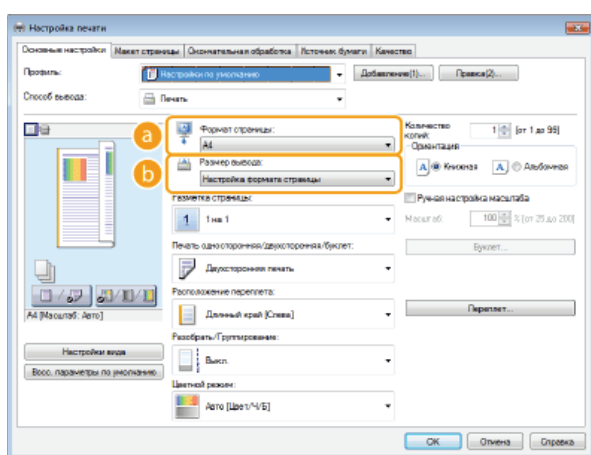 Настройка печати
Основные настройки Макет страницы Окончательная обработка Источник бумаги Качество
Профиль: Настройки по умолчанию Добавление(1)... Правка(2)...
Способ вывода: Печать
a Формат страницы: A4
Количество копий: 1 [от 1 до 99]
Ориентация
A Книжная A Альбомная
b Размер вывода: Настройка формата страницы
Разметка страницы:
1 1 на 1
Ручная настройка масштаба
Масштаб: 100 % [от 25 до 200]
Печать односторонняя/двухсторонняя/буклет:
Двухсторонняя печать
Буклет...
Расположение переплета:
Длинный край [Слева]
Переплет...
A4 [Масштаб: Авто]
Разобрать/Группирование:
Выкл.
Настройки вида
Восс. параметры по умолчанию
Цветной режим:
Авто [Цвет/Ч/Б]
OK Отмена Справка